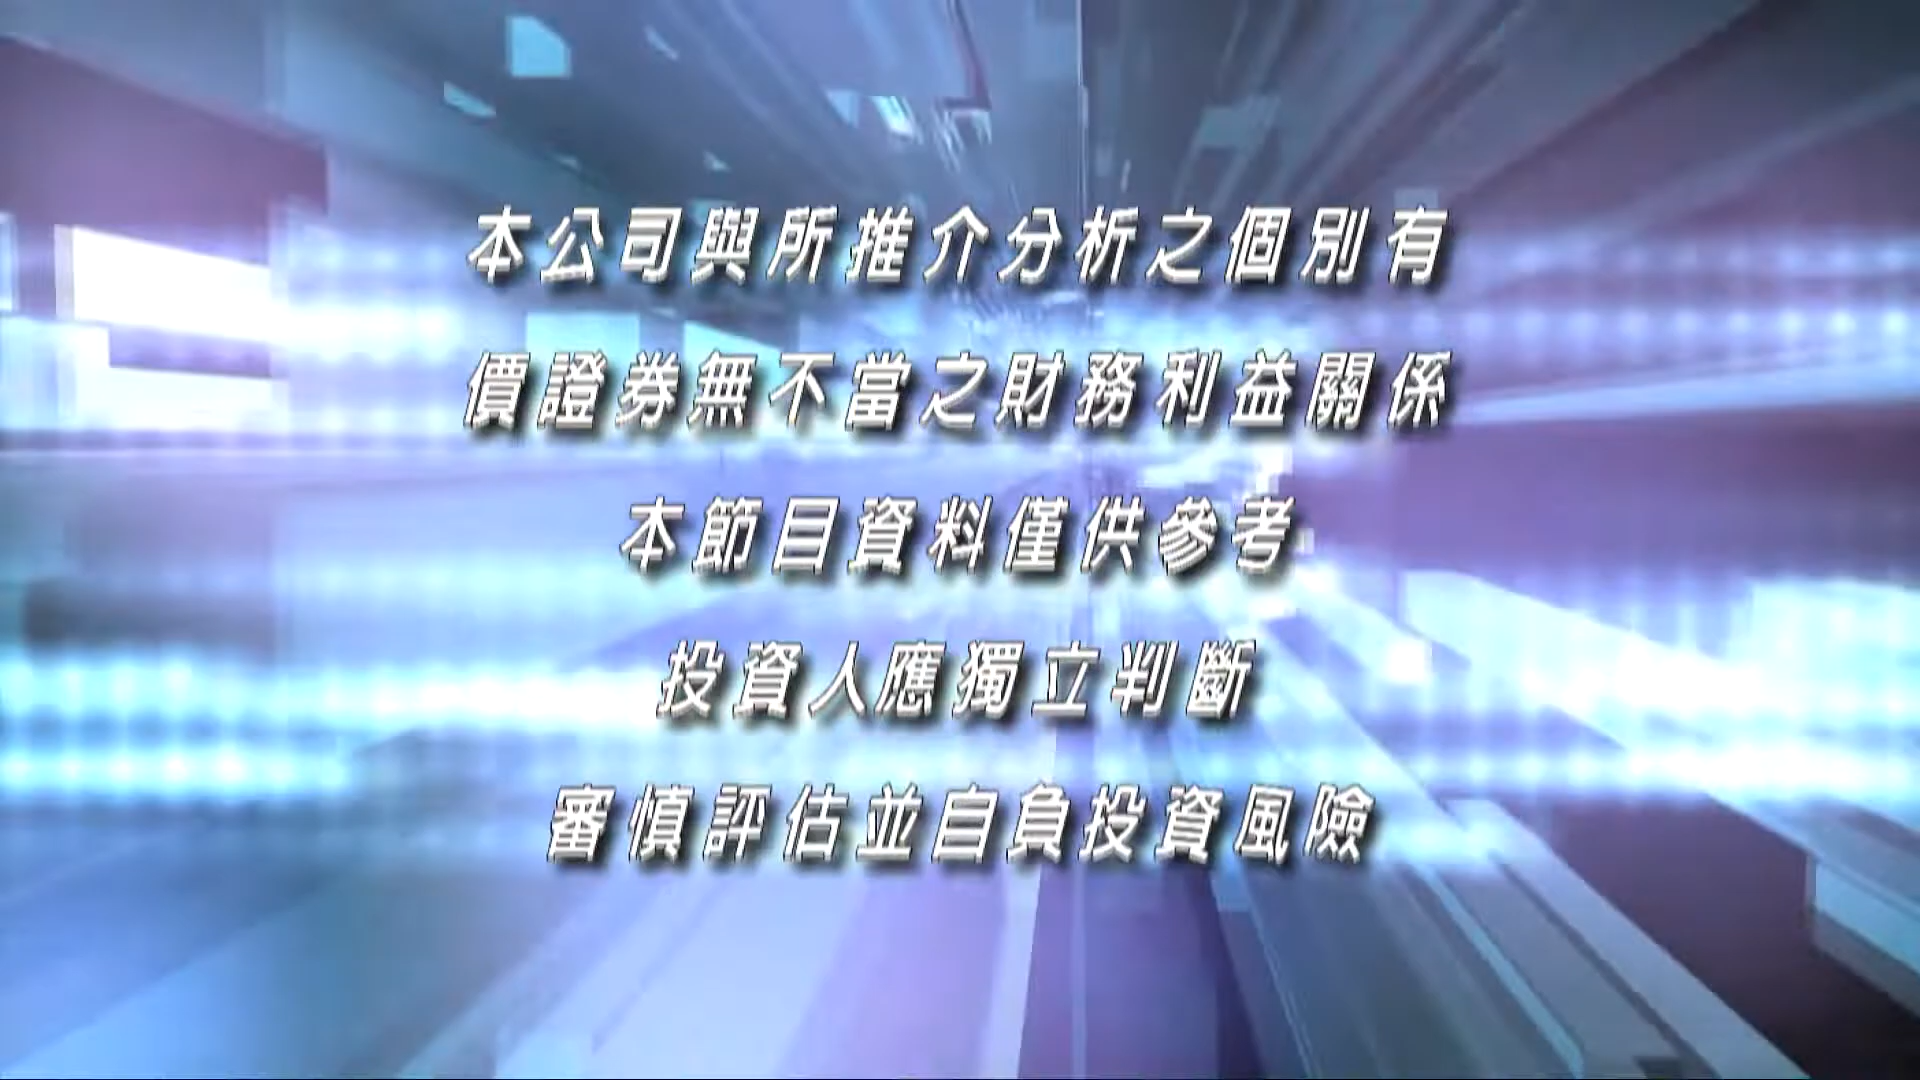 本公司與所推介分析之個別有
價證券無不當之財務利益關係
本節目資料僅供參考
投資人應獨立判斷
審慎評估並自負投資風險